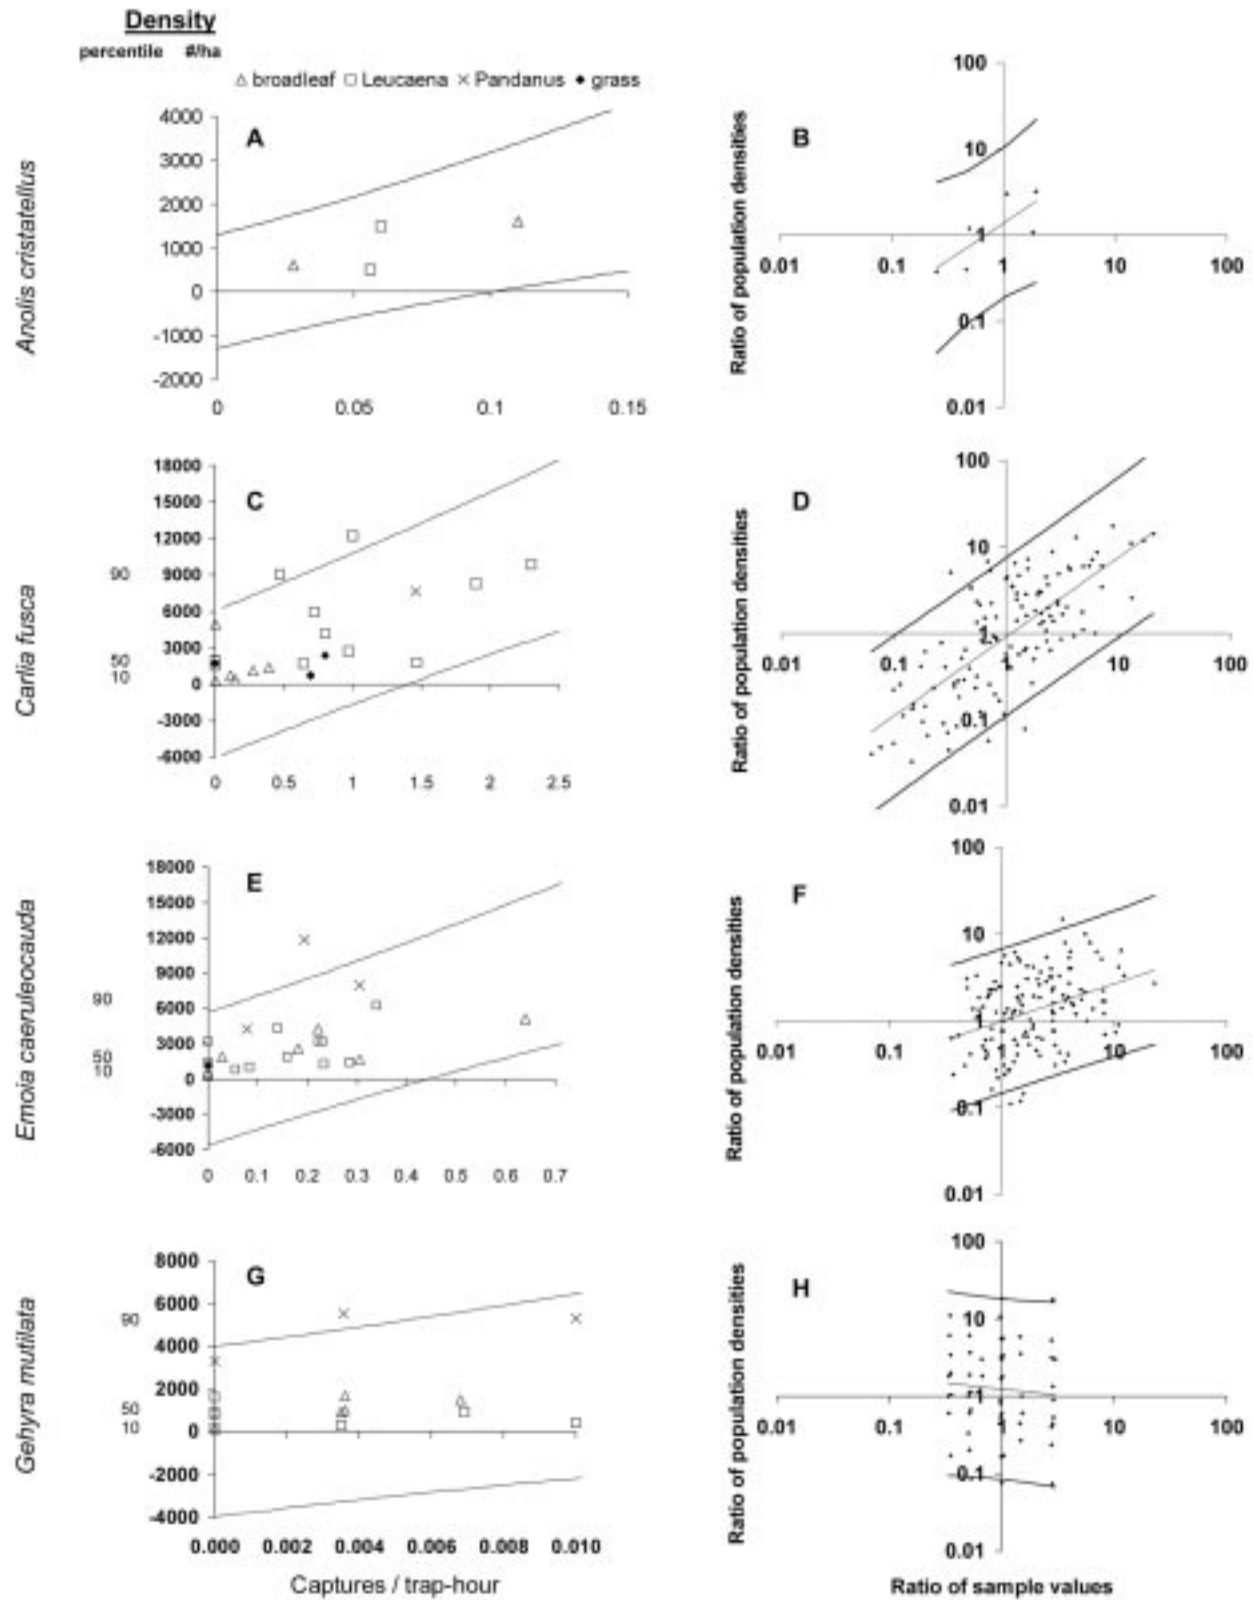 Density
percentile #/ha
broadleaf Leucaena Pandanus grass
Anolis cristatellus
A
4000
3000
2000
1000
0
-1000
-2000
0 0.05 0.1 0.15
B
Ratio of population densities
100
10
1
0.1
0.01
0.01 0.1 1 10 100
Carlia fusca
C
90
50
10
18000
15000
12000
9000
6000
3000
0
-3000
-6000
0 0.5 1 1.5 2 2.5
D
Ratio of population densities
100
10
1
0.1
0.01
0.01 0.1 1 10 100
Emoia caeruleocauda
E
90
50
10
18000
15000
12000
9000
6000
3000
0
-3000
-6000
0 0.1 0.2 0.3 0.4 0.5 0.6 0.7
F
Ratio of population densities
100
10
1
0.1
0.01
0.01 0.1 1 10 100
Gehyra mutilata
G
90
50
10
8000
6000
4000
2000
0
-2000
-4000
0.000 0.002 0.004 0.006 0.008 0.010
Captures / trap-hour
H
Ratio of population densities
100
10
1
0.1
0.01
0.01 0.1 1 10 100
Ratio of sample values